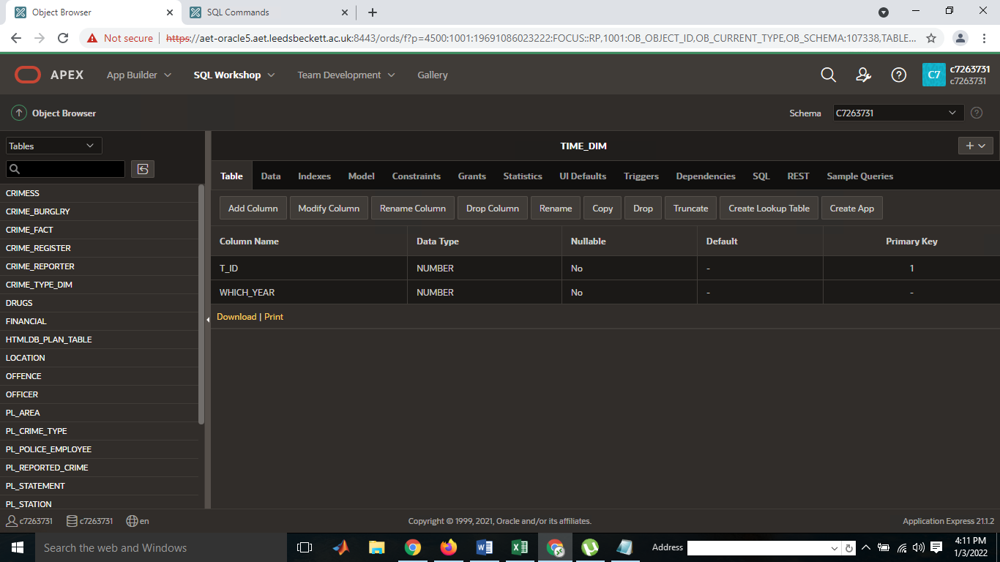 Object Browser
SQL Commands
Not secure
https://aet-oracle5.aet.leedsbeckett.ac.uk:8443/ords/f?p=4500:1001:19691086023222:FOCUS::RP,1001:OB_OBJECT_ID,OB_CURRENT_TYPE,OB_SCHEMA:107338,TABLE...
APEX App Builder SQL Workshop Team Development Gallery
C7 c7263731
c7263731
Object Browser
Schema C7263731
Tables
TIME_DIM
Table Data Indexes Model Constraints Grants Statistics UI Defaults Triggers Dependencies SQL REST Sample Queries
Add Column Modify Column Rename Column Drop Column Rename Copy Drop Truncate Create Lookup Table Create App
Column Name Data Type Nullable Default Primary Key
T_ID NUMBER No - 1
WHICH_YEAR NUMBER No - -
Download | Print
CRIMESS
CRIME_BURGLRY
CRIME_FACT
CRIME_REGISTER
CRIME_REPORTER
CRIME_TYPE_DIM
DRUGS
FINANCIAL
HTMLDB_PLAN_TABLE
LOCATION
OFFENCE
OFFICER
PL_AREA
PL_CRIME_TYPE
PL_POLICE_EMPLOYEE
PL_REPORTED_CRIME
PL_STATEMENT
PL_STATION
c7263731 c7263731 en
Copyright © 1999, 2021, Oracle and/or its affiliates.
Application Express 21.1.2
Search the web and Windows
Address
4:11 PM
1/3/2022